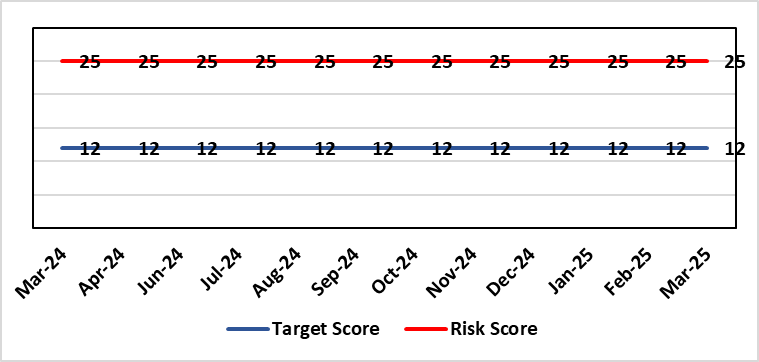 25 25 25 25 25 25 25 25 25 25 25 25
12 12 12 12 12 12 12 12 12 12 12 12
Mar-24 Apr-24 Jun-24 Jul-24 Aug-24 Sep-24 Oct-24 Nov-24 Dec-24 Jan-25 Feb-25 Mar-25
Target Score Risk Score